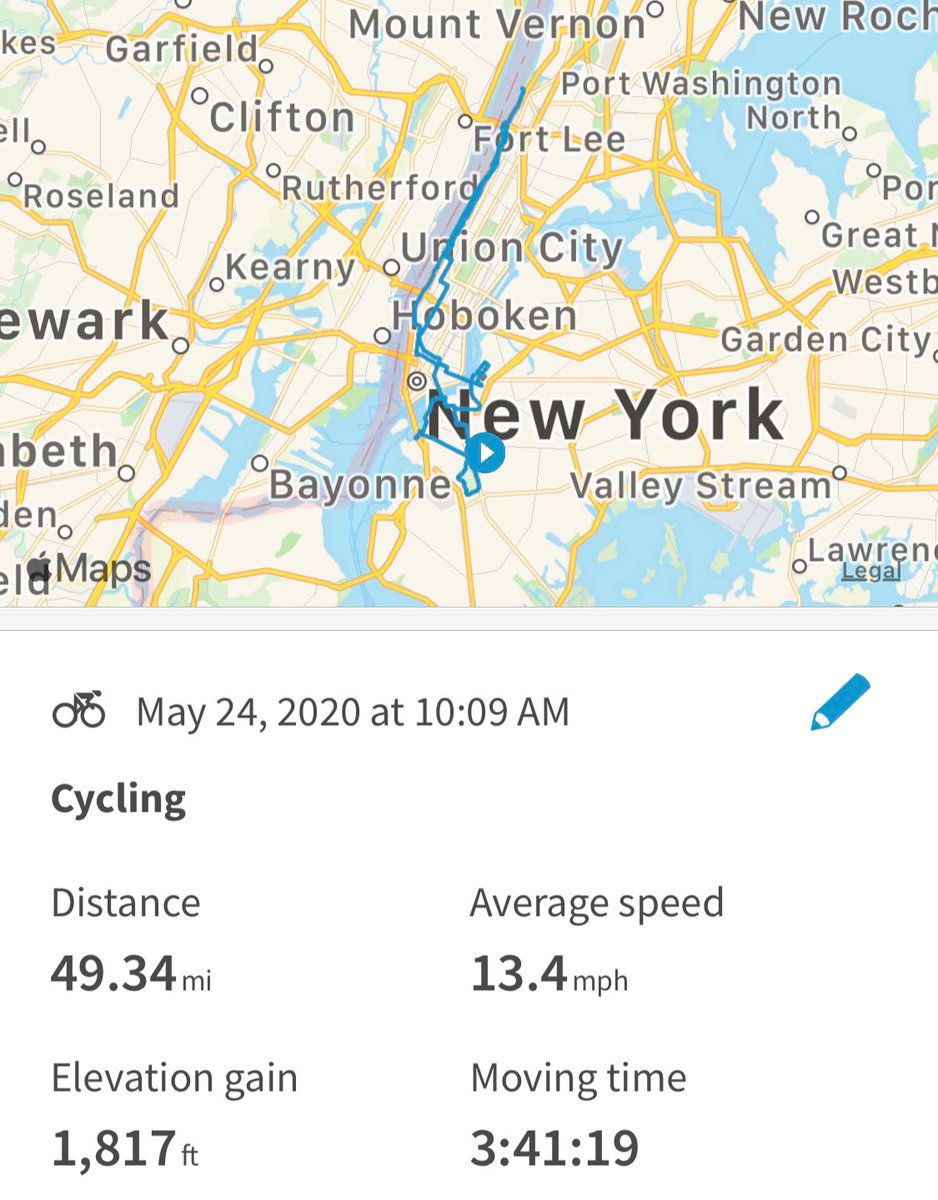 Mount Vernon
New Roch
kes
Garfield
Port Washington
North
Clifton
Fort Lee
ell
Rutherford
Roseland
Por
Union City
Great N
Kearny
Westb
Hoboken
ewark
Garden City
New York
abeth
Bayonne
Valley Stream
den
Lawrenc
Maps
eld
Legal
May 24, 2020 at 10:09 AM
Cycling
Distance
Average speed
49.34 mi
13.4 mph
Elevation gain
Moving time
1,817 ft
3:41:19